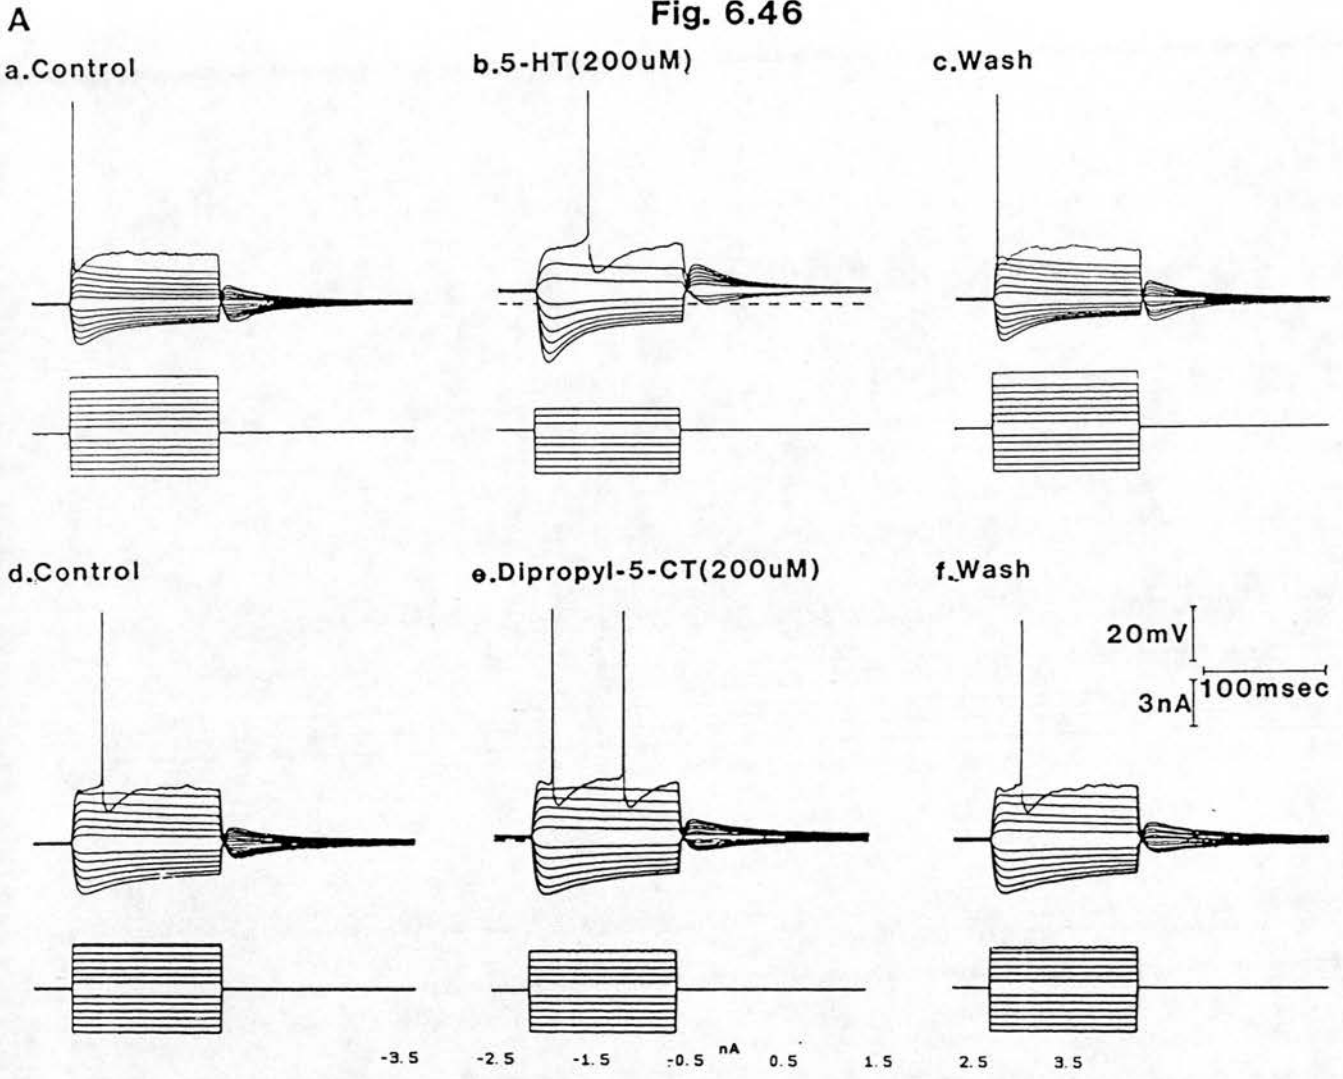 Fig. 6.46
A
a.Control
b.5-HT(200uM)
c.Wash
d.Control
e.Dipropyl-5-CT(200uM)
f.Wash
20mV
100msec
3nA
nA
-3.5 -2.5 -1.5 -0.5 0.5 1.5 2.5 3.5